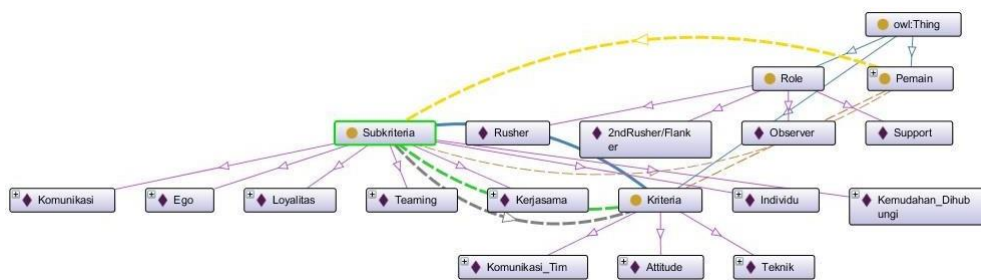 owl:Thing
Role
Pemain
Subkriteria
Rusher
2ndRusher/Flank
er
Observer
Support
Komunikasi
Ego
Loyalitas
Teaming
Kerjasama
Kriteria
Individu
Kemudahan_Dihub
ungi
Komunikasi_Tim
Attitude
Teknik